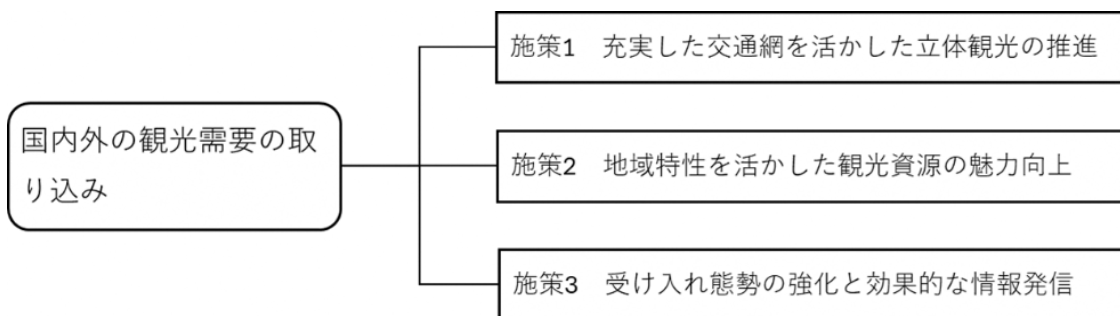 施策1　充実した交通網を活かした立体観光の推進
国内外の観光需要の取
り込み
施策2　地域特性を活かした観光資源の魅力向上
施策3　受け入れ態勢の強化と効果的な情報発信